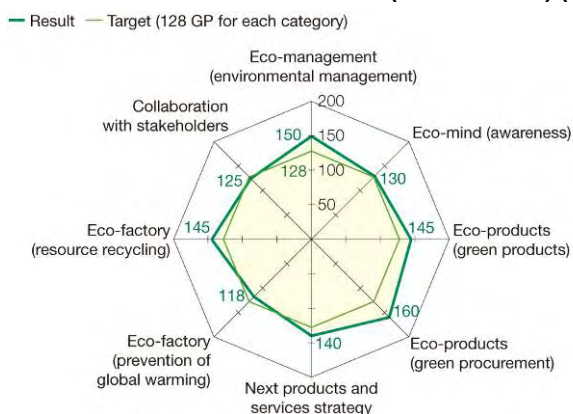 Result Target (128 GP for each category)
Eco-management
(environmental management)
Collaboration
with stakeholders
200
150
150
Eco-mind (awareness)
128
100
125
130
50
Eco-factory
(resource recycling)
145
145
Eco-products
(green products)
118
160
Eco-factory
(prevention of
global warming)
140
Eco-products
(green procurement)
Next products and
services strategy